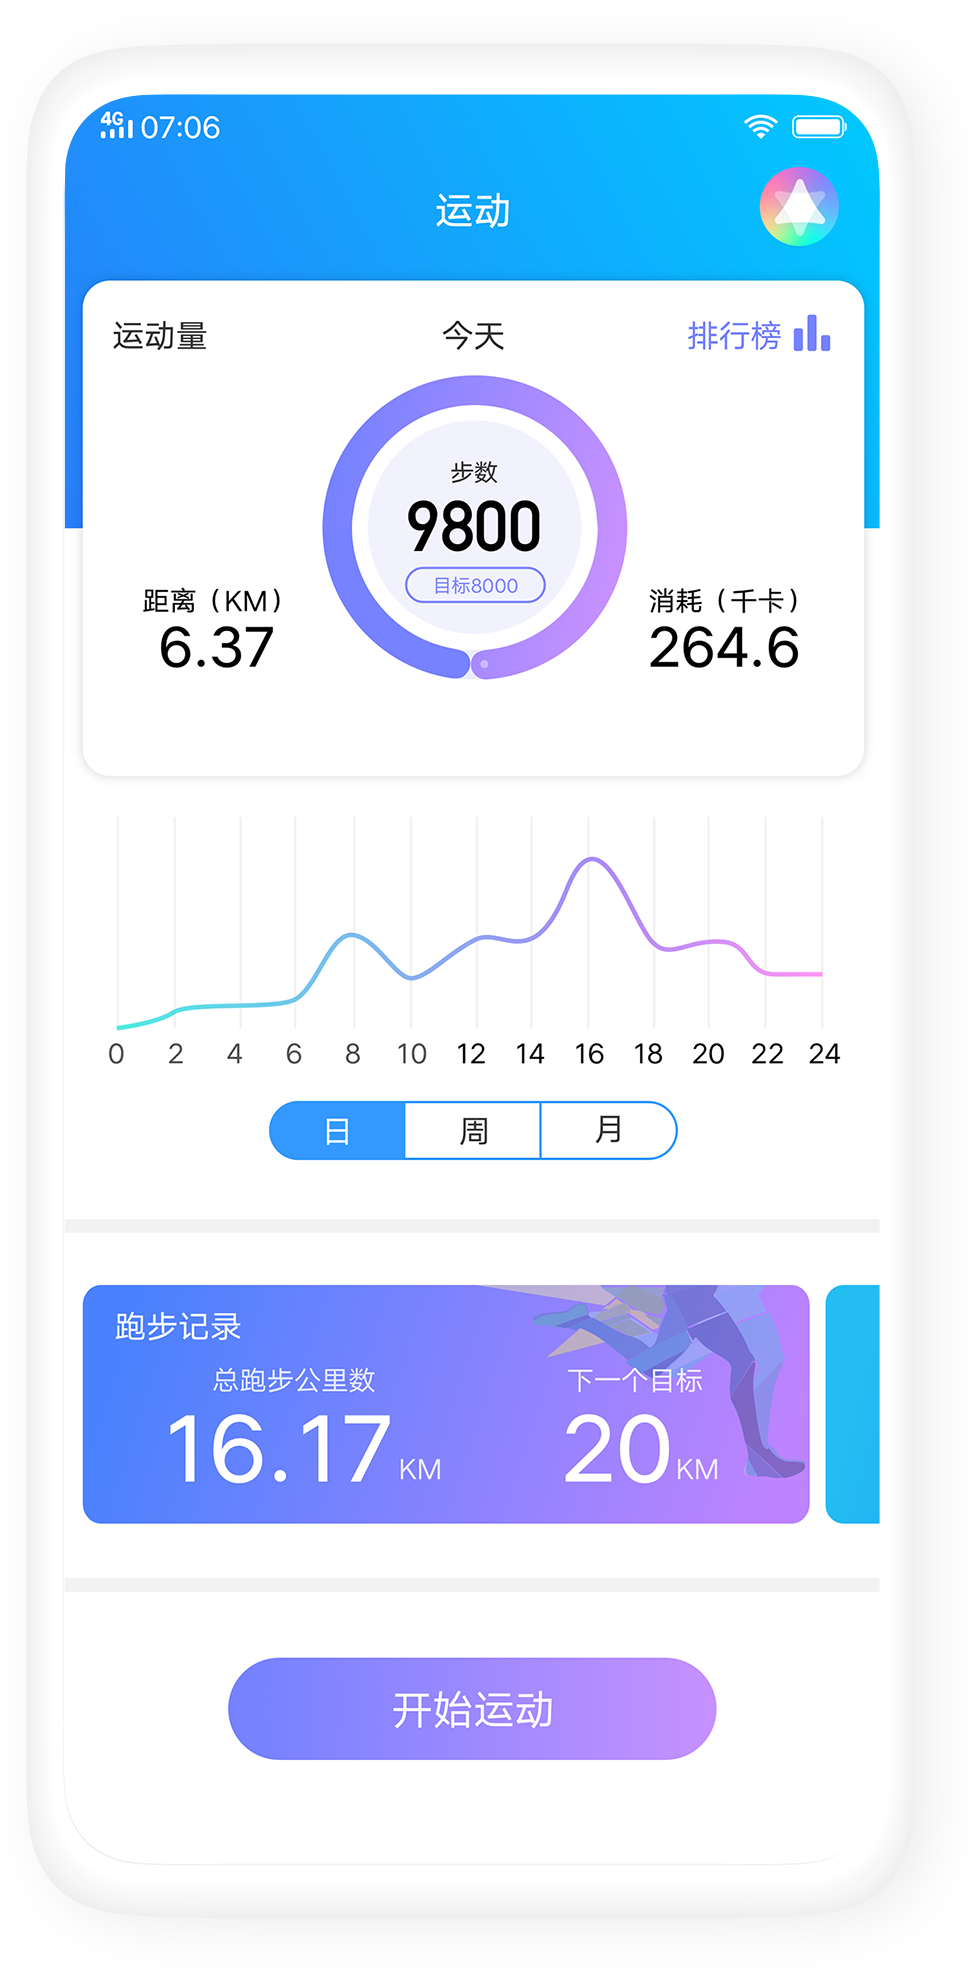 4G 07:06
运动
运动量 今天 排行榜
步数
9800
目标8000
距离（KM） 消耗（千卡）
6.37 264.6
0 2 4 6 8 10 12 14 16 18 20 22 24
日 周 月
跑步记录
总跑步公里数 下一个目标
16.17 KM 20 KM
开始运动